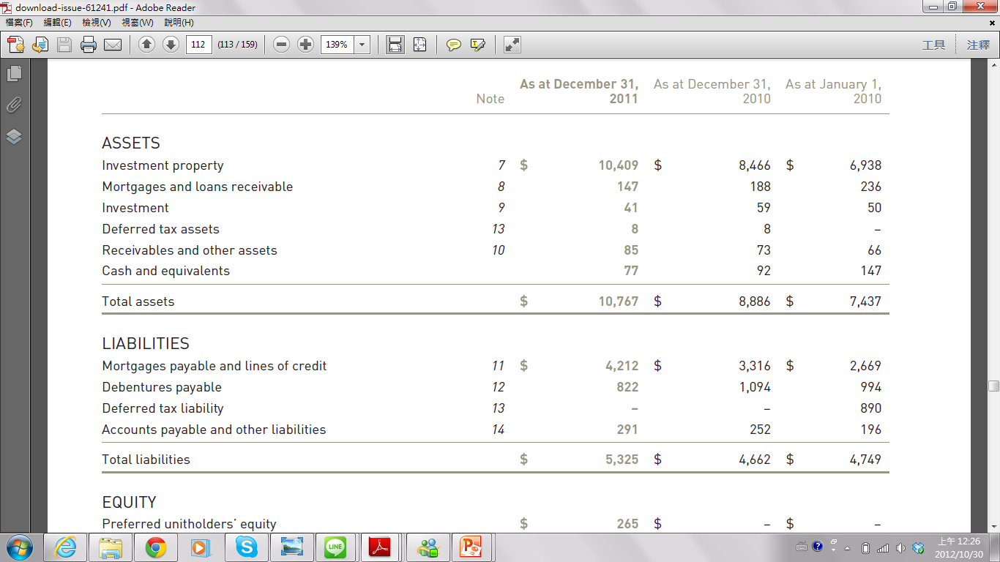 download-issue-61241.pdf - Adobe Reader
檔案(F) 編輯(E) 檢視(V) 視窗(W) 說明(H)
112 (113 / 159) 139% 工具 注釋
As at December 31, As at December 31, As at January 1,
Note 2011 2010 2010
ASSETS
Investment property 7 $ 10,409 $ 8,466 $ 6,938
Mortgages and loans receivable 8 147 188 236
Investment 9 41 59 50
Deferred tax assets 13 8 8 –
Receivables and other assets 10 85 73 66
Cash and equivalents 77 92 147
Total assets $ 10,767 $ 8,886 $ 7,437
LIABILITIES
Mortgages payable and lines of credit 11 $ 4,212 $ 3,316 $ 2,669
Debentures payable 12 822 1,094 994
Deferred tax liability 13 – – 890
Accounts payable and other liabilities 14 291 252 196
Total liabilities $ 5,325 $ 4,662 $ 4,749
EQUITY
Preferred unitholders’ equity $ 265 $ – $ –
LINE
上午 12:26
2012/10/30